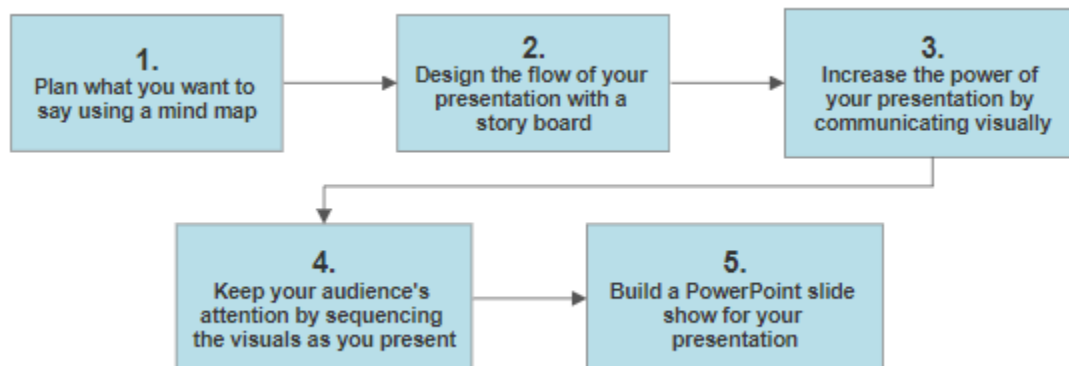 1.
Plan what you want to
say using a mind map
2.
Design the flow of your
presentation with a
story board
3.
Increase the power of
your presentation by
communicating visually
4.
Keep your audience's
attention by sequencing
the visuals as you present
5.
Build a PowerPoint slide
show for your
presentation